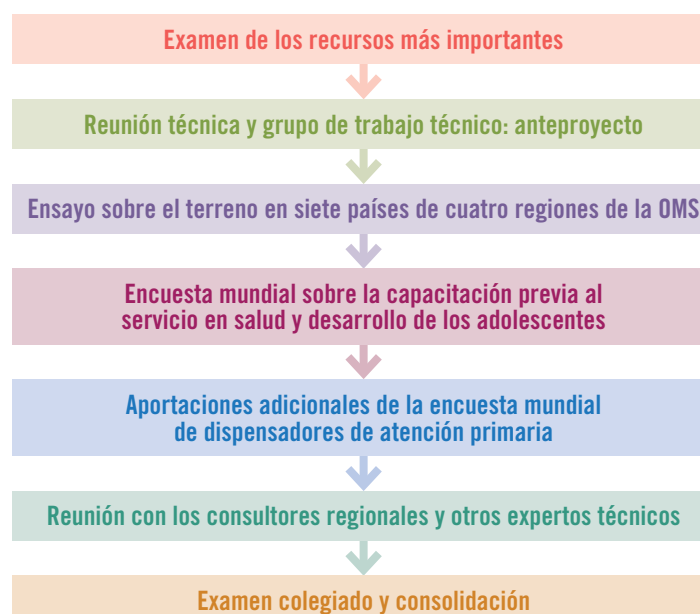 Examen de los recursos más importantes
Reunión técnica y grupo de trabajo técnico: anteproyecto
Ensayo sobre el terreno en siete países de cuatro regiones de la OMS
Encuesta mundial sobre la capacitación previa al
servicio en salud y desarrollo de los adolescentes
Aportaciones adicionales de la encuesta mundial
de dispensadores de atención primaria
Reunión con los consultores regionales y otros expertos técnicos
Examen colegiado y consolidación